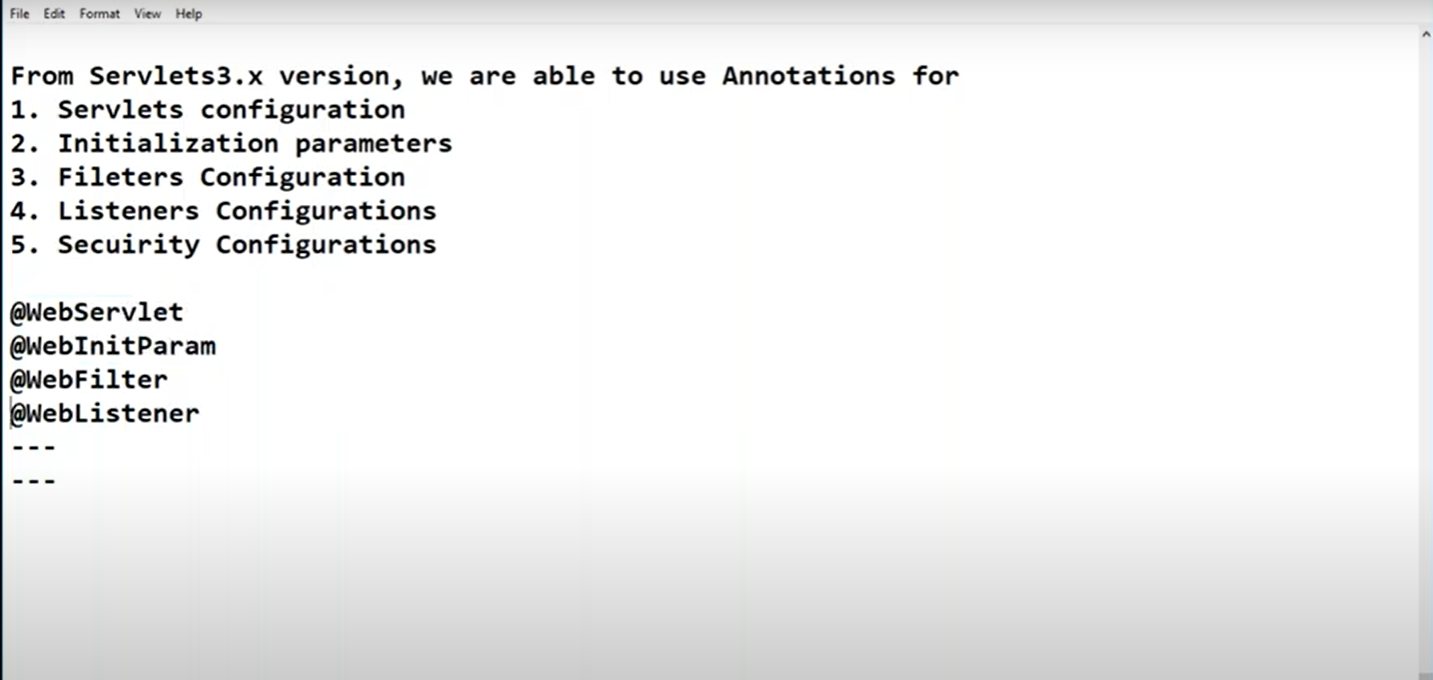 File Edit Format View Help
From Servlets3.x version, we are able to use Annotations for
1. Servlets configuration
2. Initialization parameters
3. Fileters Configuration
4. Listeners Configurations
5. Secuirity Configurations
@WebServlet
@WebInitParam
@WebFilter
@WebListener
---
---